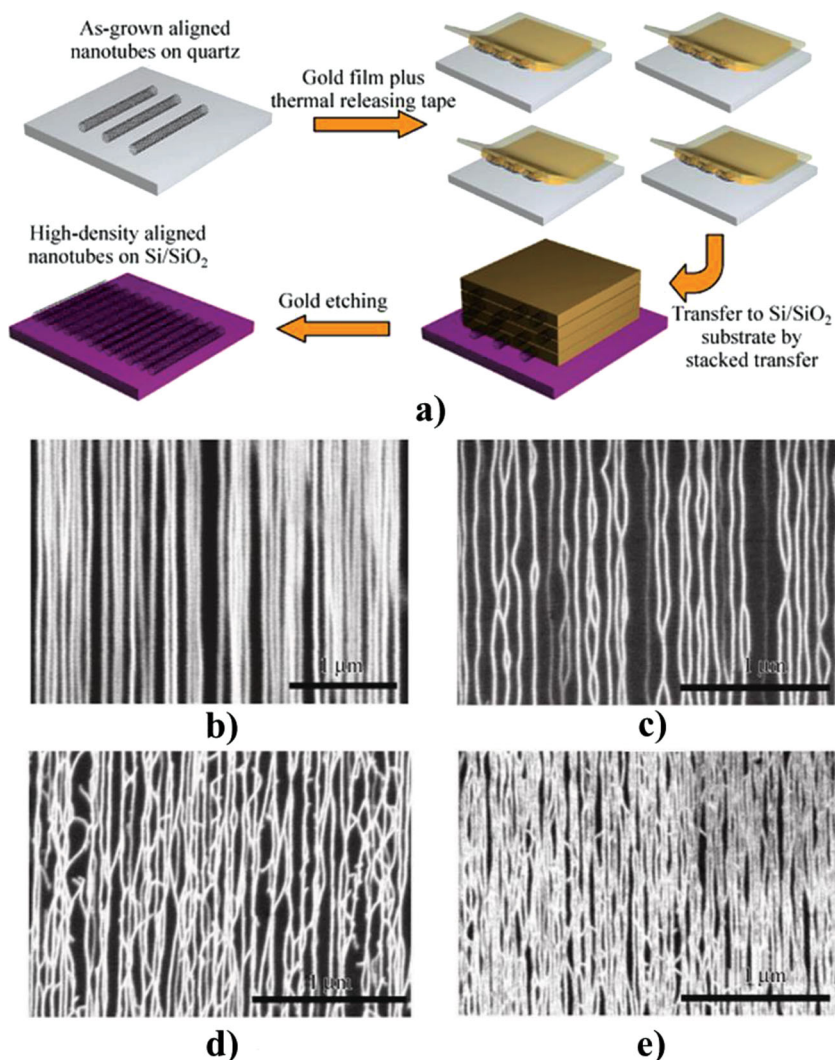 As-grown aligned
nanotubes on quartz
Gold film plus
thermal releasing tape
High-density aligned
nanotubes on Si/SiO₂
Gold etching
Transfer to Si/SiO₂
substrate by
stacked transfer
a)
1 μm
1 μm
b)
c)
1 μm
1 μm
d)
e)